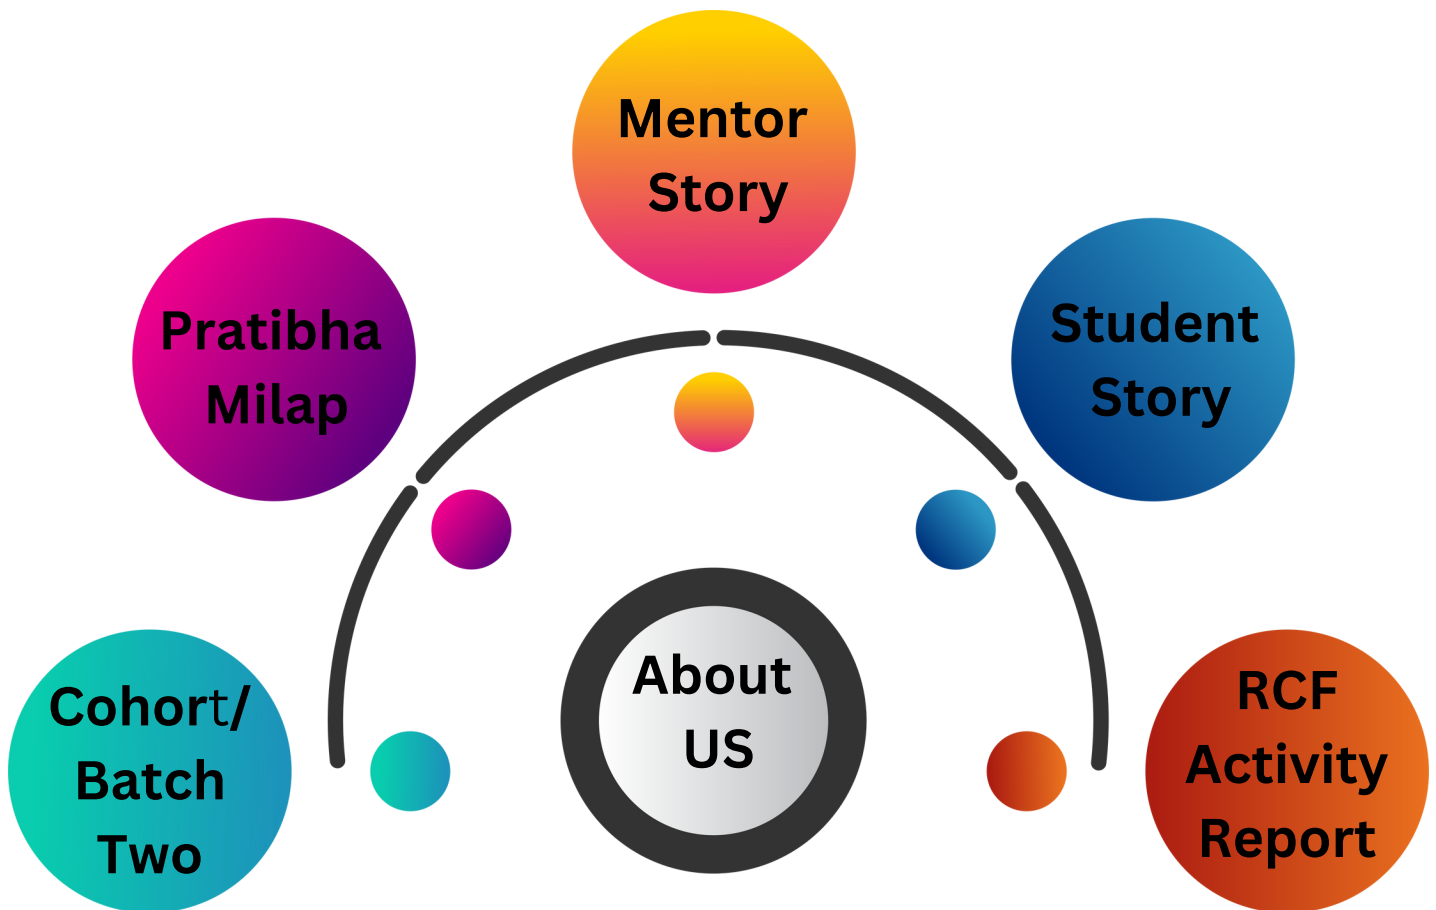 Mentor
Story
Pratibha
Milap
Student
Story
Cohort/
Batch
Two
About
US
RCF
Activity
Report